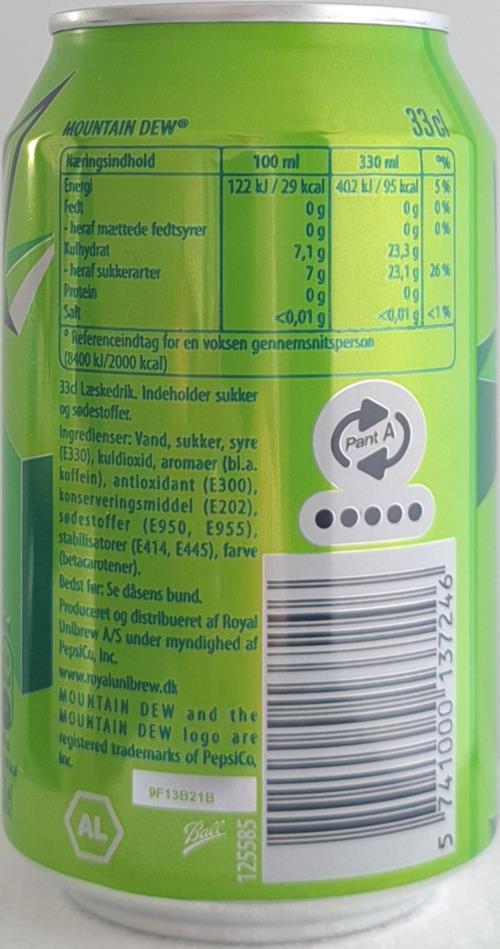 MOUNTAIN DEW® 33cl
Næringsindhold 100 ml 330 ml °%
Energi 122 kJ / 29 kcal 402 kJ / 95 kcal 5%
Fedt 0 g 0 g 0%
- heraf mættede fedtsyrer 0 g 0 g 0%
Kulhydrat 7,1 g 23,3 g
- heraf sukkerarter 7 g 23,1 g 26%
Protein 0 g 0 g
Salt <0,01 g <0,01 g <1%
° Referenceindtag for en voksen gennemsnitsperson
(8400 kJ/2000 kcal)
33cl Læskedrik. Indeholder sukker
og sødestoffer.
Ingredienser: Vand, sukker, syre
(E330), kuldioxid, aromaer (bl.a.
koffein), antioxidant (E300),
konserveringsmiddel (E202),
sødestoffer (E950, E955),
stabilisatorer (E414, E445), farve
(betacarotener).
Bedst før: Se dåsens bund.
Produceret og distribueret af Royal
Unibrew A/S under myndighed af
PepsiCo, Inc.
www.royalunibrew.dk
MOUNTAIN DEW and the
MOUNTAIN DEW logo are
registered trademarks of PepsiCo,
Inc.
Pant A
5 741000 137246
9F13B21B
AL
Ball
125585